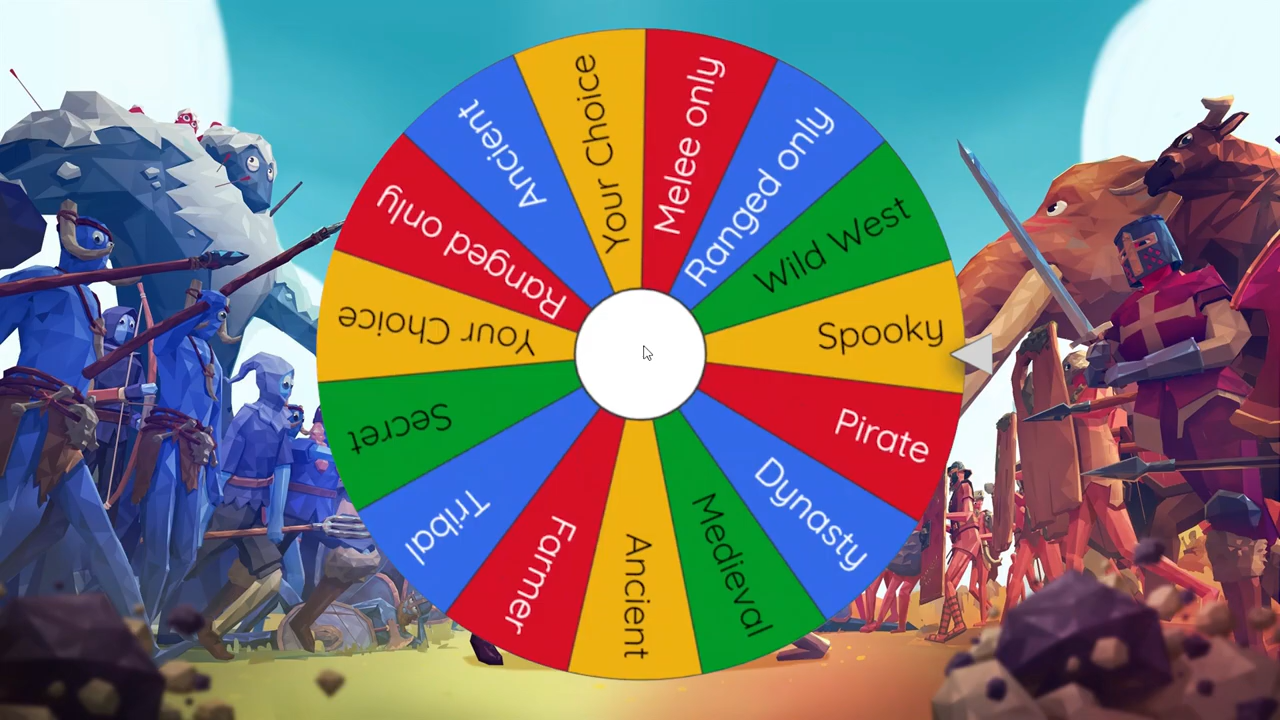 Your Choice
Melee only
Ranged only
Wild West
Spooky
Pirate
Dynasty
Medieval
Ancient
Farmer
Tribal
Secret
Your Choice
Ranged only
Ancient